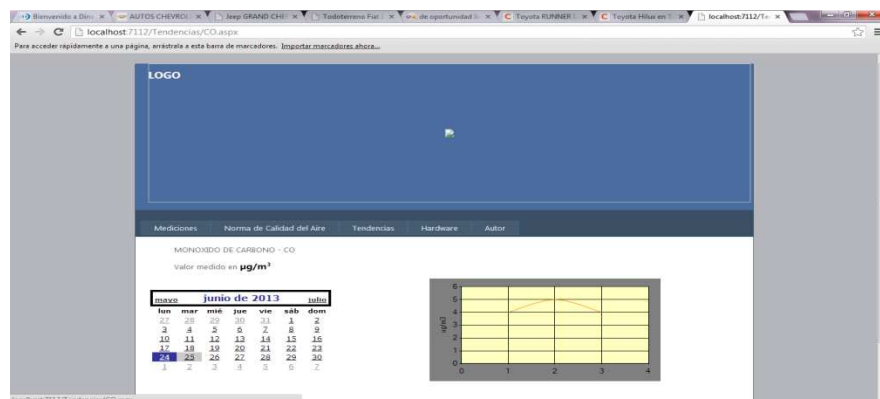 Bienvenido a Din
AUTOS CHEVROL
Jeep GRAND CHE
Todoterreno Fiat
de oportunidad
Toyota RUNNER
Toyota Hilux en
localhost:7112/Te
localhost:7112/Tendencias/CO.aspx
Para acceder rápidamente a una página, arrástrala a esta barra de marcadores. Importar marcadores ahora...
LOGO
Mediciones Norma de Calidad del Aire Tendencias Hardware Autor
MONOXIDO DE CARBONO - CO
Valor medido en µg/m³
mayo junio de 2013 julio
lun mar mié jue vie sáb dom
27 28 29 30 31 1 2
3 4 5 6 7 8 9
10 11 12 13 14 15 16
17 18 19 20 21 22 23
24 25 26 27 28 29 30
1 2 3 4 5 6 7
6
5
4
3
2
1
0
0 1 2 3 4